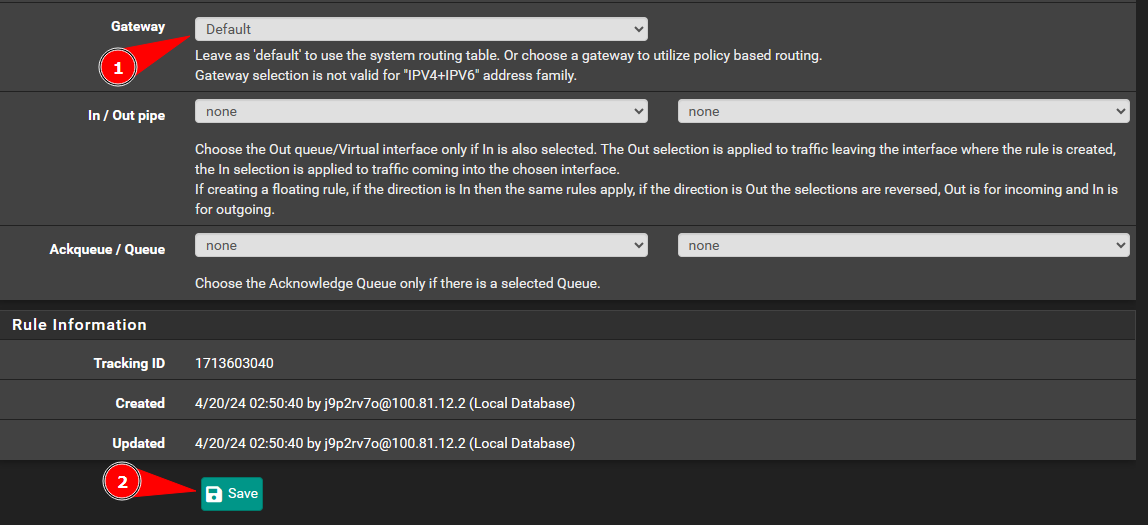 Gateway
Default
1
Leave as 'default' to use the system routing table. Or choose a gateway to utilize policy based routing.
Gateway selection is not valid for "IPV4+IPV6" address family.
In / Out pipe
none
none
Choose the Out queue/Virtual interface only if In is also selected. The Out selection is applied to traffic leaving the interface where the rule is created,
the In selection is applied to traffic coming into the chosen interface.
If creating a floating rule, if the direction is In then the same rules apply, if the direction is Out the selections are reversed, Out is for incoming and In is
for outgoing.
Ackqueue / Queue
none
none
Choose the Acknowledge Queue only if there is a selected Queue.
Rule Information
Tracking ID
1713603040
Created
4/20/24 02:50:40 by j9p2rv7o@100.81.12.2 (Local Database)
Updated
4/20/24 02:50:40 by j9p2rv7o@100.81.12.2 (Local Database)
2
Save